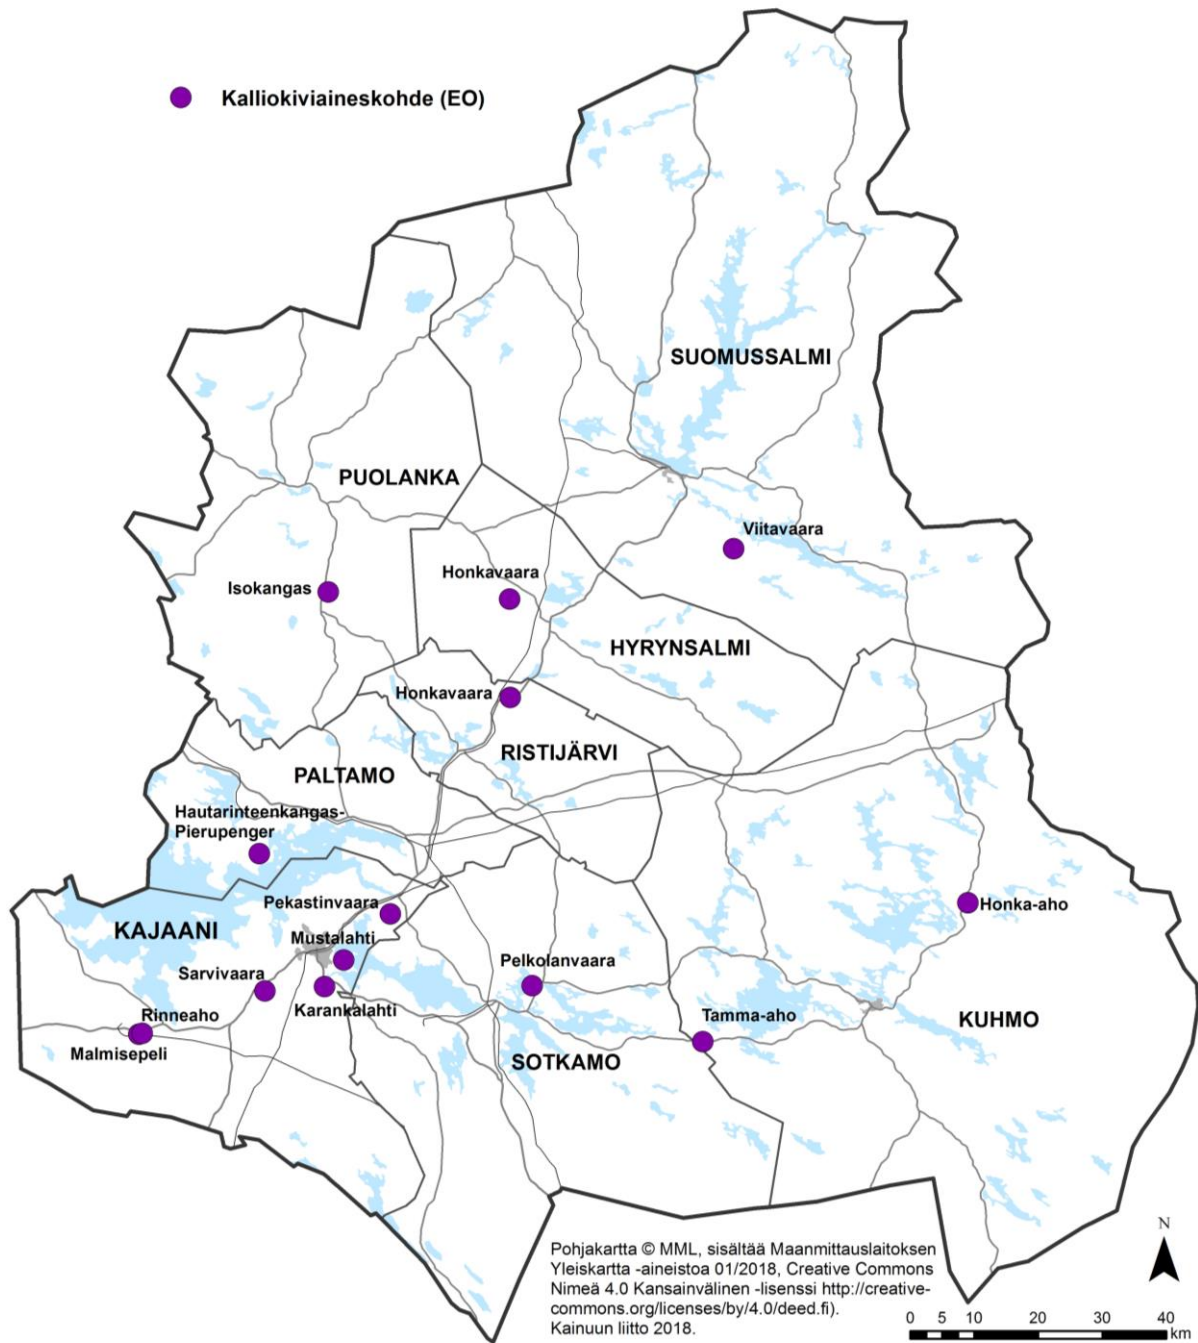 Kalliokiviaineskohde (EO)
SUOMUSSALMI
PUOLANKA
Viitavaara
Honkavaara
Isokangas
HYRYNSALMI
Honkavaara
RISTIJÄRVI
PALTAMO
Hautarinteenkangas-
Pierupenger
Pekastinvaara
Honka-aho
KAJAANI
Mustalahti
Pelkolanvaara
Sarvivaara
Karankalahti
Rinneaho
Tamma-aho
KUHMO
Malmisepeli
SOTKAMO
Pohjakartta © MML, sisältää Maanmittauslaitoksen
Yleiskartta -aineistoa 01/2018, Creative Commons
Nimeä 4.0 Kansainvälinen -lisenssi http://creative-
commons.org/licenses/by/4.0/deed.fi).
Kainuun liitto 2018.
N
0 5 10 20 30 40
km